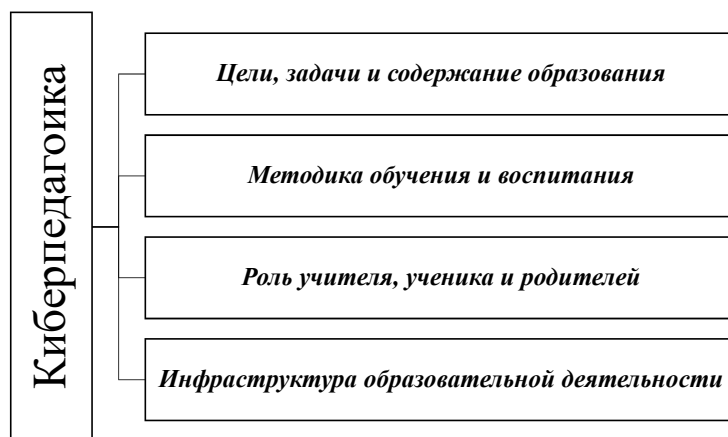 Киберпедагоика
Цели, задачи и содержание образования
Методика обучения и воспитания
Роль учителя, ученика и родителей
Инфраструктура образовательной деятельности